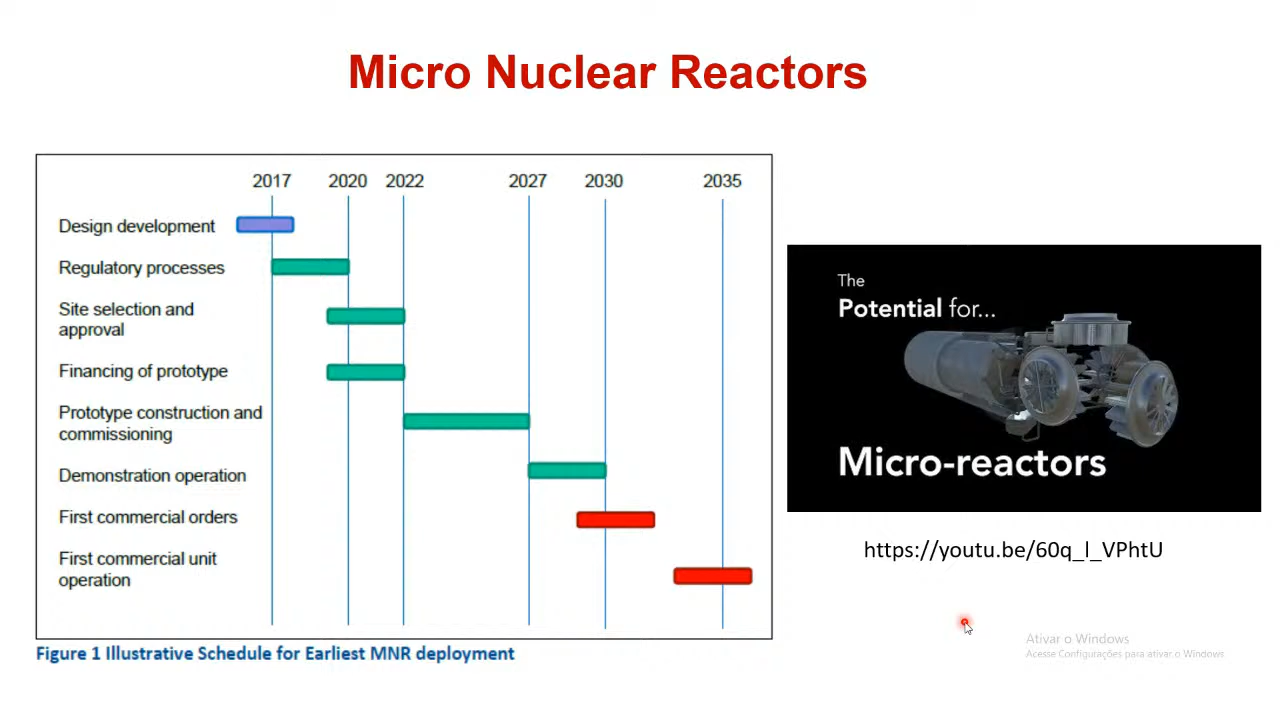 Micro Nuclear Reactors
2017 2020 2022 2027 2030 2035
Design development
Regulatory processes
Site selection and
approval
Financing of prototype
Prototype construction and
commissioning
Demonstration operation
First commercial orders
First commercial unit
operation
Figure 1 Illustrative Schedule for Earliest MNR deployment
The
Potential for...
Micro-reactors
https://youtu.be/60q_l_VPhtU
Ativar o Windows
Acesse Configurações para ativar o Windows.